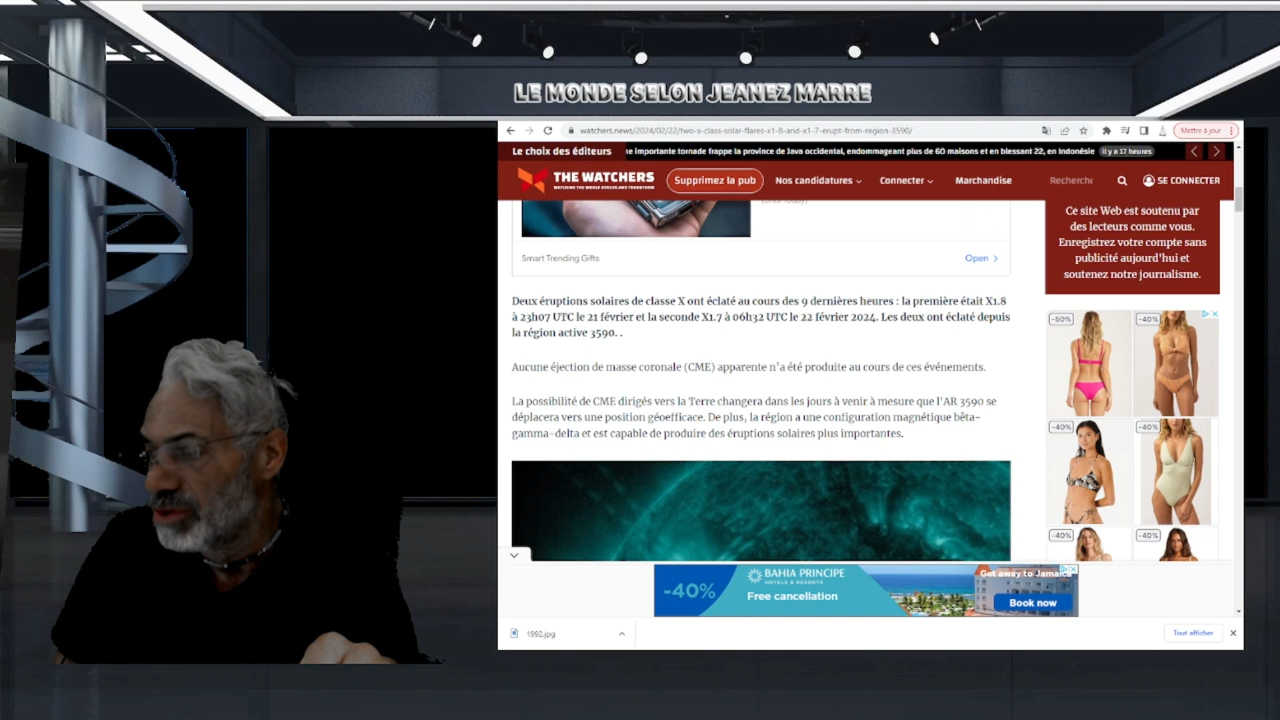 LE MONDE SELON JEANEZ MARRE
watchers.news/2024/02/22/two-x-class-solar-flares-x1-8-and-x1-7-erupt-from-region-3590/
Mettre à jour
Le choix des éditeurs
ne importante tornade frappe la province de Java occidental, endommageant plus de 60 maisons et en blessant 22, en Indonésie
il y a 17 heures
THE WATCHERS
WATCHING THE WORLD EVOLVE AND TRANSFORM
Supprimez la pub
Nos candidatures
Connecter
Marchandise
Recherch
SE CONNECTER
Smart Trending Gifts
Open
Ce site Web est soutenu par
des lecteurs comme vous.
Enregistrez votre compte sans
publicité aujourd'hui et
soutenez notre journalisme.
Deux éruptions solaires de classe X ont éclaté au cours des 9 dernières heures : la première était X1.8
à 23h07 UTC le 21 février et la seconde X1.7 à 06h32 UTC le 22 février 2024. Les deux ont éclaté depuis
la région active 3590. .
Aucune éjection de masse coronale (CME) apparente n'a été produite au cours de ces événements.
La possibilité de CME dirigés vers la Terre changera dans les jours à venir à mesure que l'AR 3590 se
déplacera vers une position géoefficace. De plus, la région a une configuration magnétique bêta-
gamma-delta et est capable de produire des éruptions solaires plus importantes.
-50%
-40%
-40%
-40%
-40%
-40%
-40%
BAHIA PRINCIPE
HOTELS & RESORTS
Free cancellation
Get away to Jamaica
Book now
1992.jpg
Tout afficher